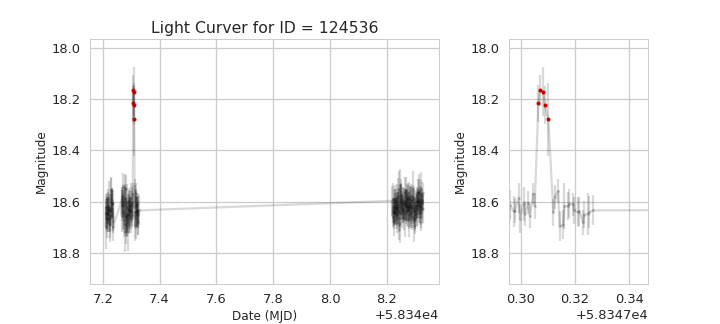 Light Curver for ID = 124536
18.0
18.2
18.4
18.6
18.8
Magnitude
7.2 7.4 7.6 7.8 8.0 8.2
Date (MJD)
+5.834e4
18.0
18.2
18.4
18.6
18.8
Magnitude
0.30 0.32 0.34
+5.8347e4